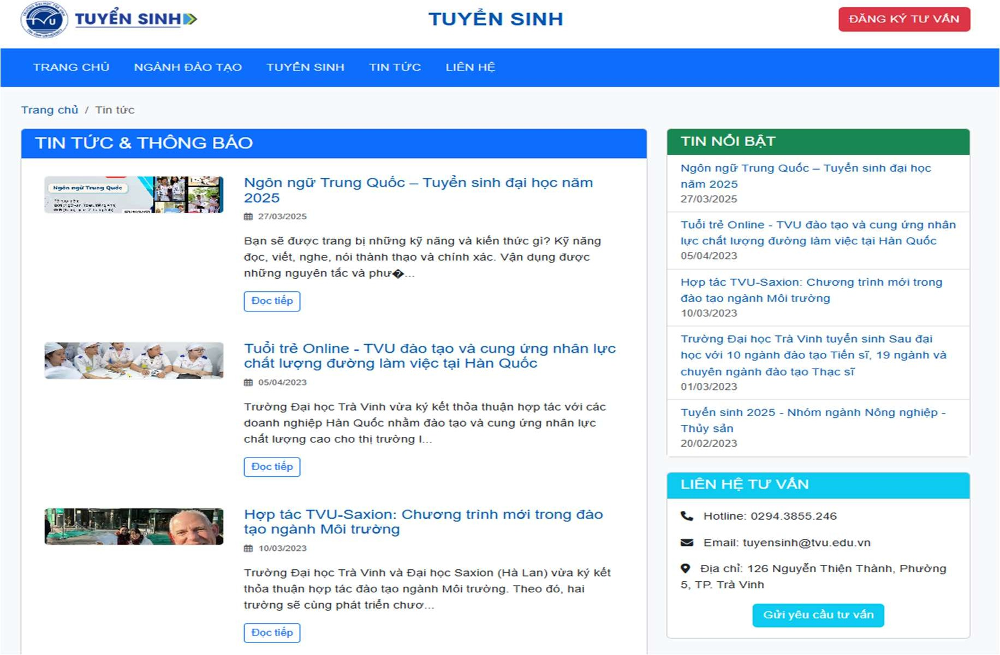 TUYỂN SINH
TUYỂN SINH
ĐĂNG KÝ TƯ VẤN
TRANG CHỦ
NGÀNH ĐÀO TẠO
TUYỂN SINH
TIN TỨC
LIÊN HỆ
Trang chủ / Tin tức
TIN TỨC & THÔNG BÁO
Ngôn ngữ Trung Quốc
Ngôn ngữ Trung Quốc – Tuyển sinh đại học năm
2025
27/03/2025
Bạn sẽ được trang bị những kỹ năng và kiến thức gì? Kỹ năng
đọc, viết, nghe, nói thành thạo và chính xác. Vận dụng được
những nguyên tắc và phư�...
Đọc tiếp
Tuổi trẻ Online - TVU đào tạo và cung ứng nhân lực
chất lượng đường làm việc tại Hàn Quốc
05/04/2023
Trường Đại học Trà Vinh vừa ký kết thỏa thuận hợp tác với các
doanh nghiệp Hàn Quốc nhằm đào tạo và cung ứng nhân lực
chất lượng cao cho thị trường l...
Đọc tiếp
Hợp tác TVU-Saxion: Chương trình mới trong đào
tạo ngành Môi trường
10/03/2023
Trường Đại học Trà Vinh và Đại học Saxion (Hà Lan) vừa ký kết
thỏa thuận hợp tác đào tạo ngành Môi trường. Theo đó, hai
trường sẽ cùng phát triển chươ...
Đọc tiếp
TIN NỔI BẬT
Ngôn ngữ Trung Quốc – Tuyển sinh đại học
năm 2025
27/03/2025
Tuổi trẻ Online - TVU đào tạo và cung ứng nhân
lực chất lượng đường làm việc tại Hàn Quốc
05/04/2023
Hợp tác TVU-Saxion: Chương trình mới trong
đào tạo ngành Môi trường
10/03/2023
Trường Đại học Trà Vinh tuyển sinh Sau đại
học với 10 ngành đào tạo Tiến sĩ, 19 ngành và
chuyên ngành đào tạo Thạc sĩ
01/03/2023
Tuyển sinh 2025 - Nhóm ngành Nông nghiệp -
Thủy sản
20/02/2023
LIÊN HỆ TƯ VẤN
Hotline: 0294.3855.246
Email: tuyensinh@tvu.edu.vn
Địa chỉ: 126 Nguyễn Thiện Thành, Phường
5, TP. Trà Vinh
Gửi yêu cầu tư vấn